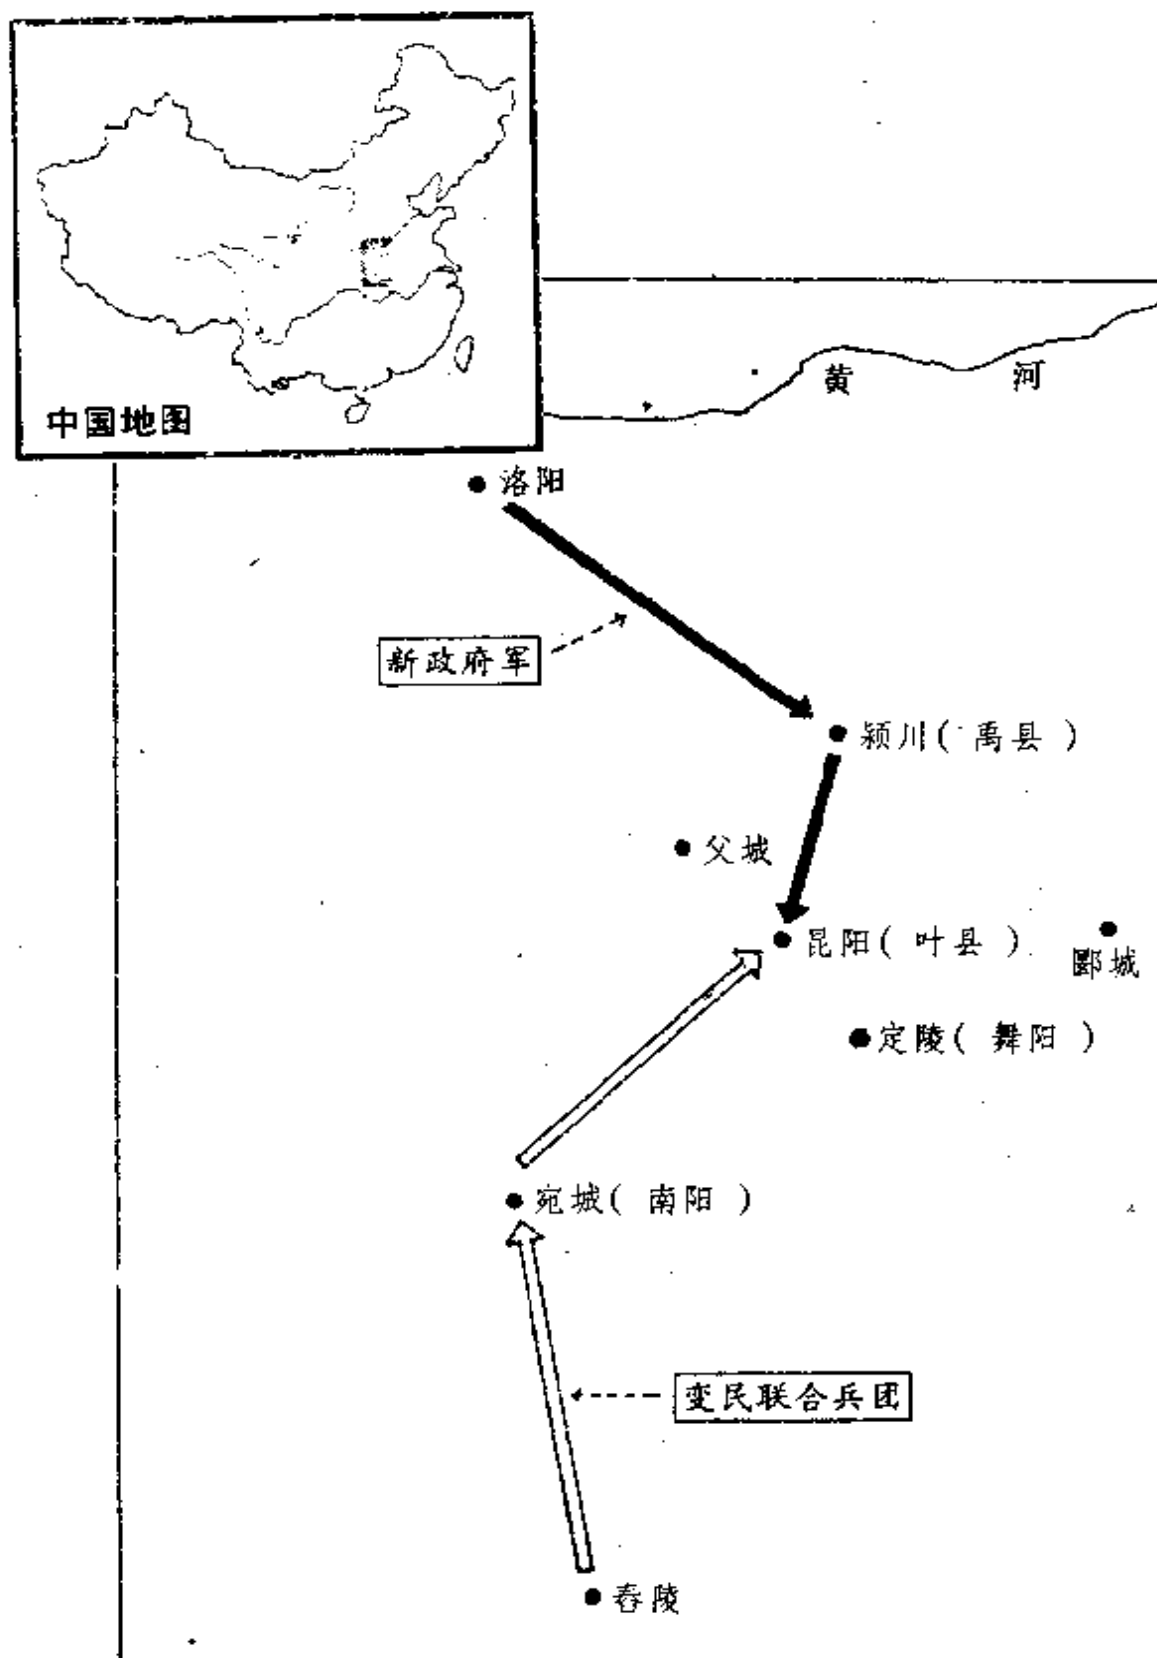 中国地图
黄河
洛阳
新政府军
颍川(禹县)
父城
昆阳(叶县)
郾城
定陵(舞阳)
宛城(南阳)
变民联合兵团
舂陵